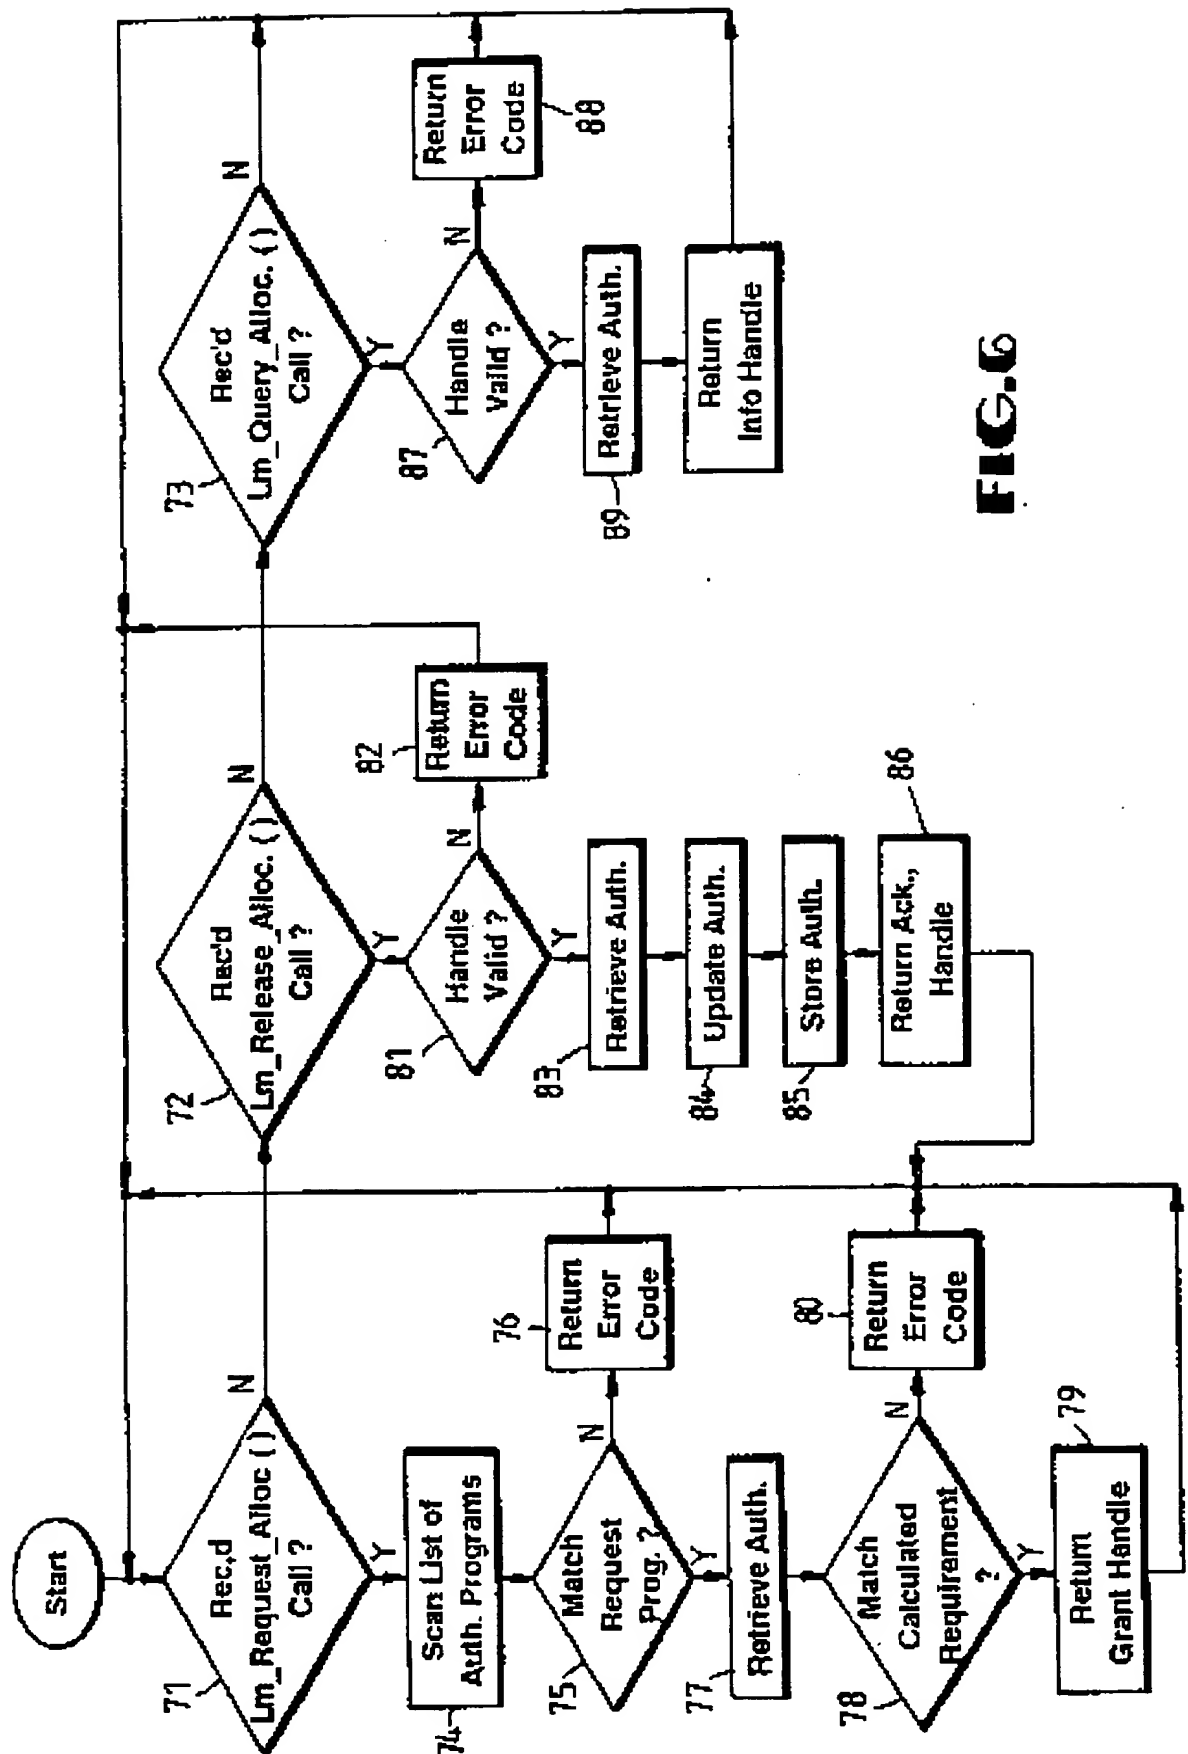 Start
71
Rec,d
Lm_Request_Alloc ( )
Call ?
N
Y
74
Scan List of
Auth. Programs
75
Match
Request
Prog. ?
N
Y
76
Return
Error
Code
77
Retrieve Auth.
78
Match
Calculated
Requirement
?
N
Y
80
Return
Error
Code
79
Return
Grant Handle
72
Rec'd
Lm_Release_Alloc. ( )
Call ?
N
Y
81
Handle
Valid ?
N
Y
82
Return
Error
Code
83
Retrieve Auth.
84
Update Auth.
85
Store Auth.
86
Return Ack.,
Handle
73
Rec'd
Lm_Query_Alloc. ( )
Call ?
N
Y
87
Handle
Valid ?
N
Y
88
Return
Error
Code
89
Retrieve Auth.
Return
Info Handle
FIG.6